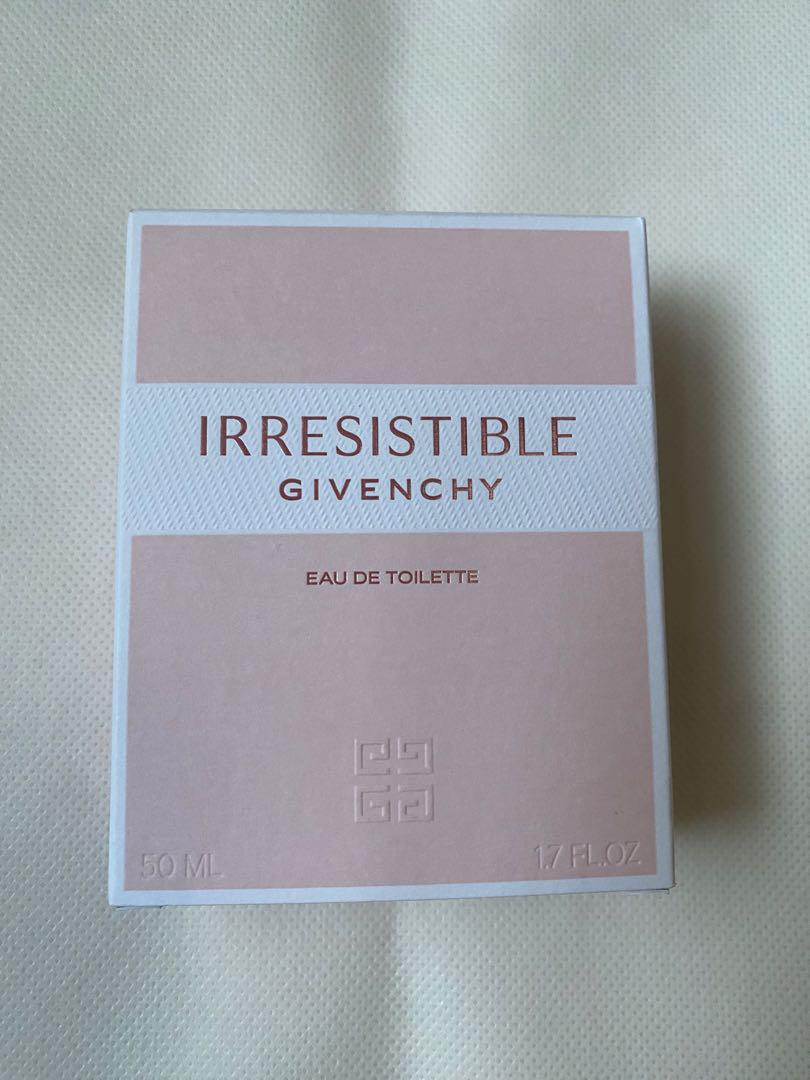 IRRESISTIBLE
GIVENCHY
EAU DE TOILETTE
50 ML
1.7 FL.OZ